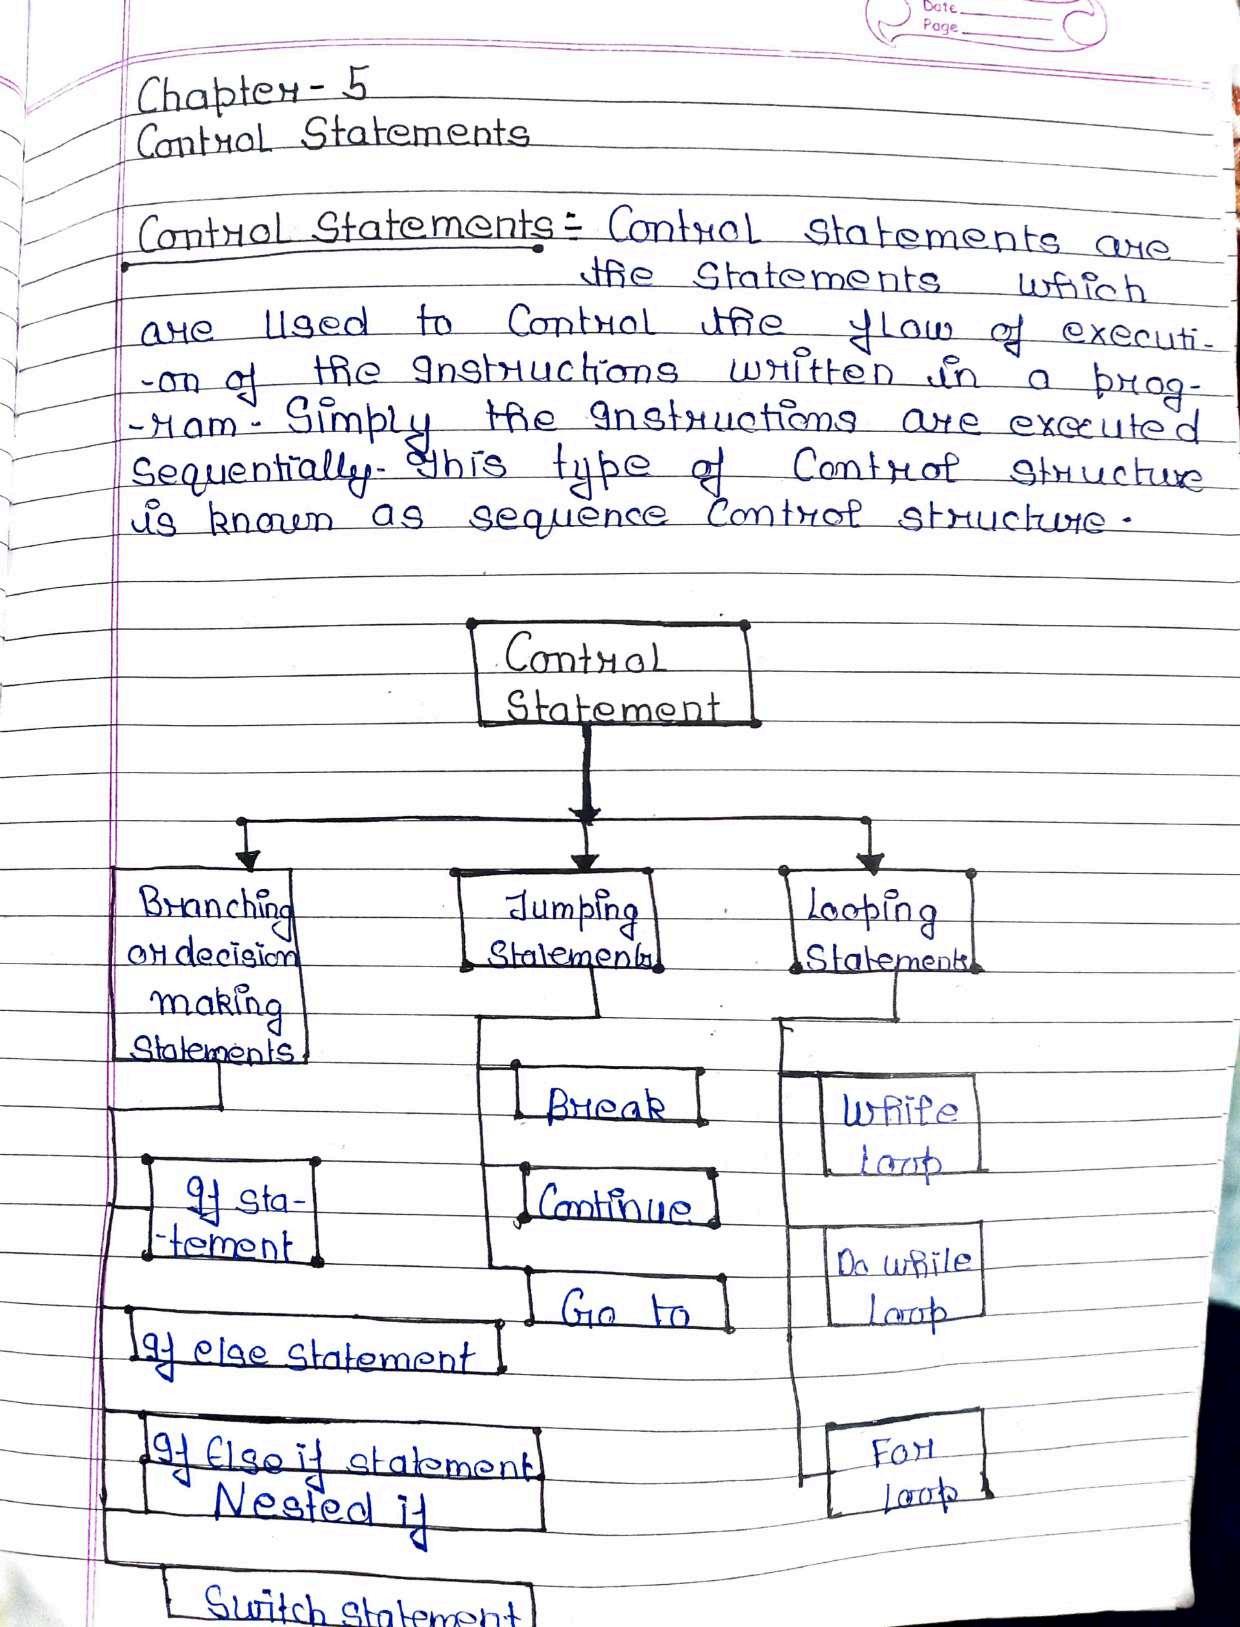 Date
Page
Chapter - 5
Control Statements
Control Statements :- Control statements are
the statements which
are used to Control the flow of executi-
-on of the Instructions written in a prog-
-ram. Simply the Instructions are executed
sequentially. This type of Control structure
is known as sequence Control structure.
Control
Statement
Branching
or decision
making
Statements
Jumping
Statements
Looping
Statements
Break
Continue
Go to
While
Loop
Do while
Loop
For
Loop
If sta-
-tement
If else statement
If Else if statement
Nested if
Switch statement